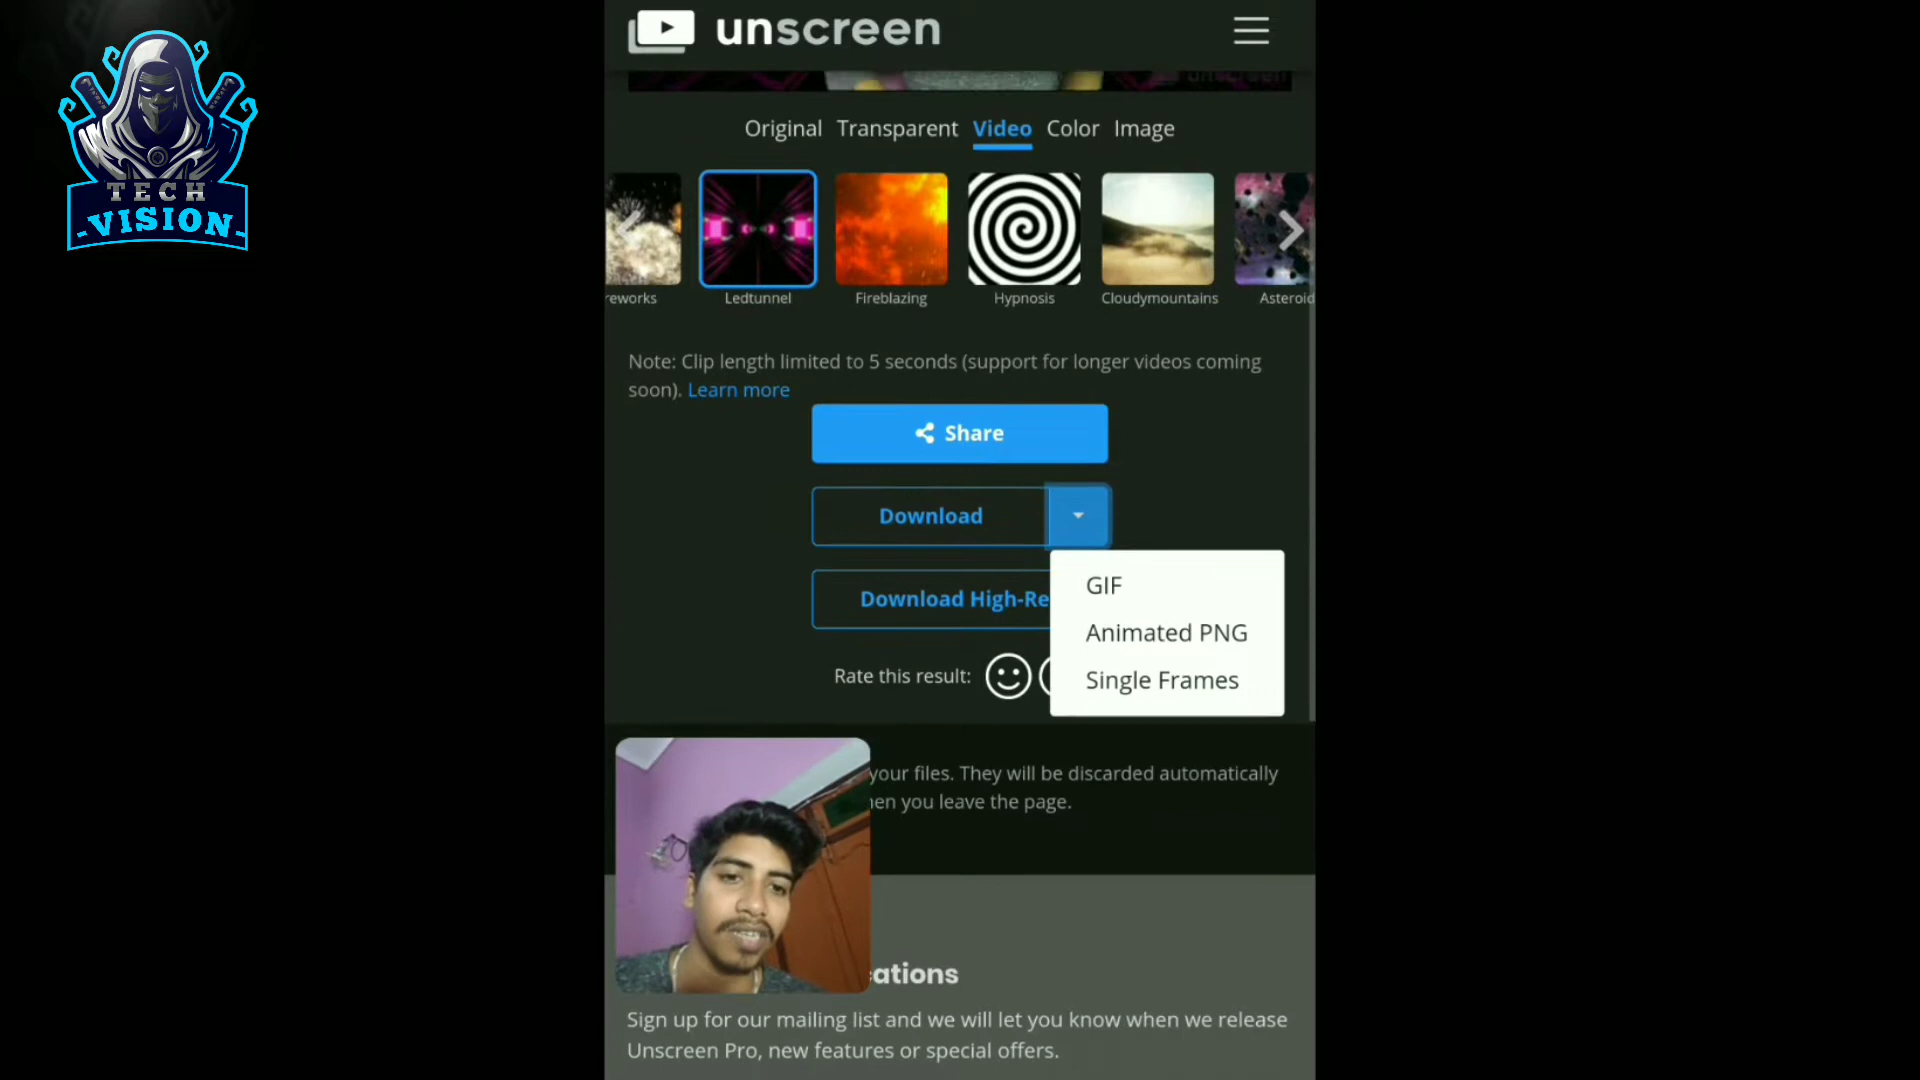 TECH
-VISION-
unscreen
unscreen
Original Transparent Video Color Image
reworks Ledtunnel Fireblazing Hypnosis Cloudymountains Asteroid
Note: Clip length limited to 5 seconds (support for longer videos coming
soon). Learn more
Share
Download
GIF
Download High-Re
Animated PNG
Rate this result:
Single Frames
your files. They will be discarded automatically
hen you leave the page.
cations
Sign up for our mailing list and we will let you know when we release
Unscreen Pro, new features or special offers.